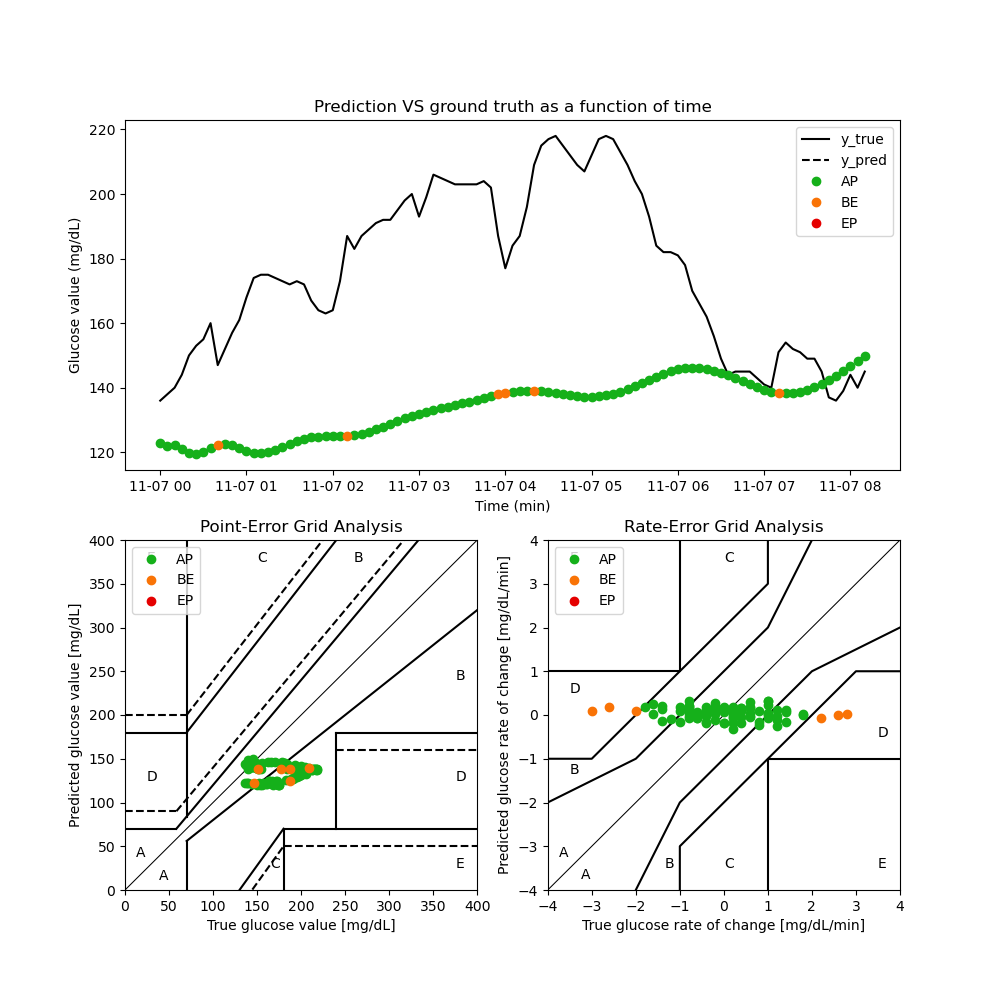 Prediction VS ground truth as a function of time
Glucose value (mg/dL)
220
200
180
160
140
120
y_true
y_pred
AP
BE
EP
11-07 00 11-07 01 11-07 02 11-07 03 11-07 04 11-07 05 11-07 06 11-07 07 11-07 08
Time (min)
Point-Error Grid Analysis
Predicted glucose value [mg/dL]
400
350
300
250
200
150
100
50
0
AP
BE
EP
C
B
B
D
D
A
A
C
E
0 50 100 150 200 250 300 350 400
True glucose value [mg/dL]
Rate-Error Grid Analysis
Predicted glucose rate of change [mg/dL/min]
4
3
2
1
0
−1
−2
−3
−4
AP
BE
EP
C
D
D
B
A
A
B
C
E
−4 −3 −2 −1 0 1 2 3 4
True glucose rate of change [mg/dL/min]